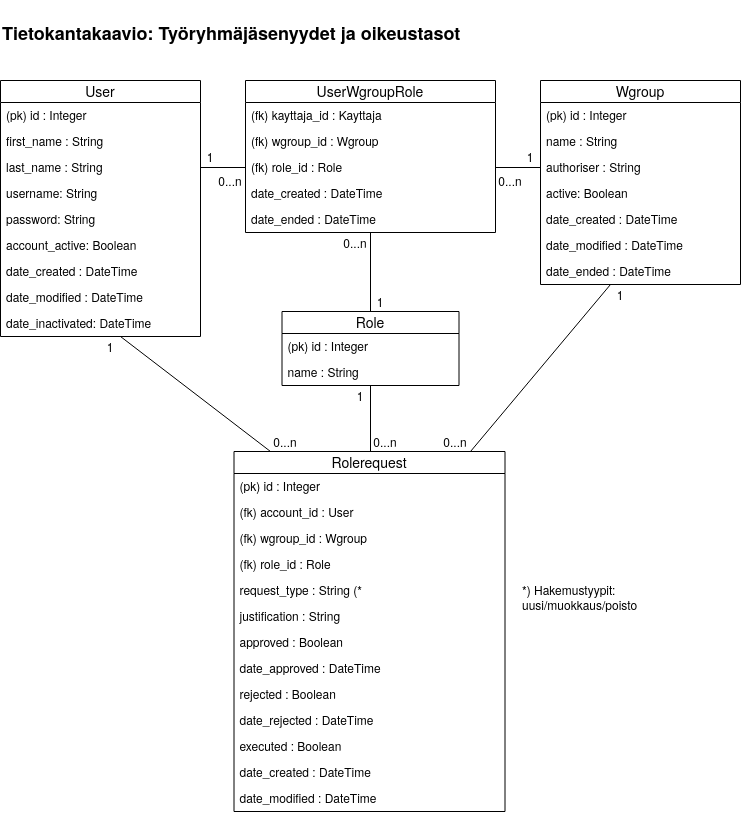 Tietokantakaavio: Työryhmäjäsenyydet ja oikeustasot
User
(pk) id : Integer
first_name : String
last_name : String
username: String
password: String
account_active: Boolean
date_created : DateTime
date_modified : DateTime
date_inactivated: DateTime
1
0...n
UserWgroupRole
(fk) kayttaja_id : Kayttaja
(fk) wgroup_id : Wgroup
(fk) role_id : Role
date_created : DateTime
date_ended : DateTime
1
0...n
Wgroup
(pk) id : Integer
name : String
authoriser : String
active: Boolean
date_created : DateTime
date_modified : DateTime
date_ended : DateTime
0...n
1
Role
(pk) id : Integer
name : String
1
1
1
0...n
0...n
0...n
Rolerequest
(pk) id : Integer
(fk) account_id : User
(fk) wgroup_id : Wgroup
(fk) role_id : Role
request_type : String (*
justification : String
approved : Boolean
date_approved : DateTime
rejected : Boolean
date_rejected : DateTime
executed : Boolean
date_created : DateTime
date_modified : DateTime
*) Hakemustyypit:
uusi/muokkaus/poisto